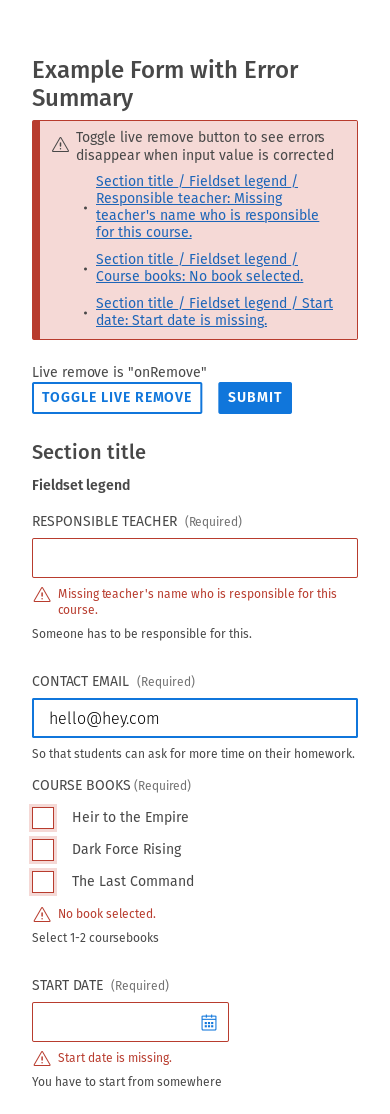 Example Form with Error
Summary
Toggle live remove button to see errors
disappear when input value is corrected
Section title / Fieldset legend /
Responsible teacher: Missing
teacher's name who is responsible
for this course.
Section title / Fieldset legend /
Course books: No book selected.
Section title / Fieldset legend / Start
date: Start date is missing.
Live remove is "onRemove"
TOGGLE LIVE REMOVE SUBMIT
Section title
Fieldset legend
RESPONSIBLE TEACHER (Required)
Missing teacher's name who is responsible for this
course.
Someone has to be responsible for this.
CONTACT EMAIL (Required)
hello@hey.com
So that students can ask for more time on their homework.
COURSE BOOKS (Required)
Heir to the Empire
Dark Force Rising
The Last Command
No book selected.
Select 1-2 coursebooks
START DATE (Required)
Start date is missing.
You have to start from somewhere